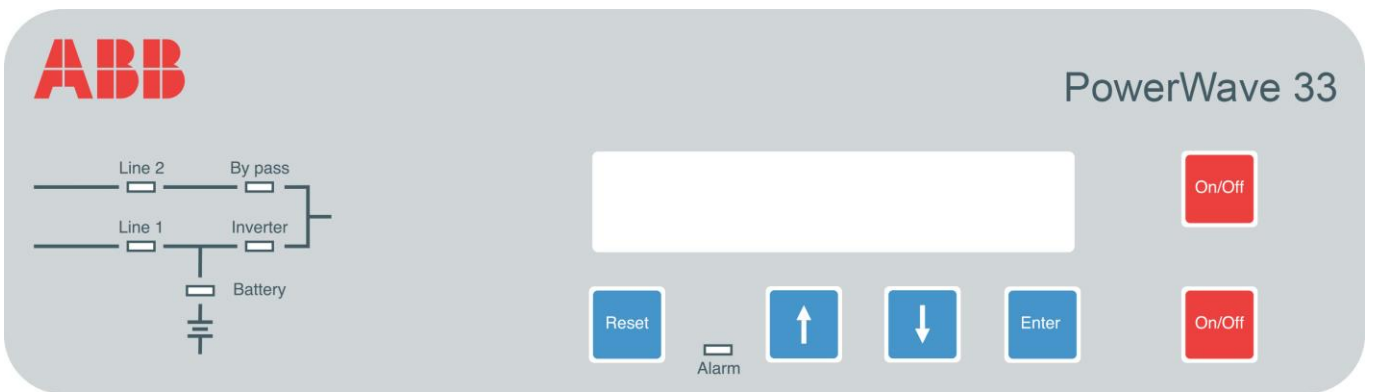 ABB
PowerWave 33
Line 2 By pass
On/Off
Line 1 Inverter
Battery
Reset Enter On/Off
Alarm